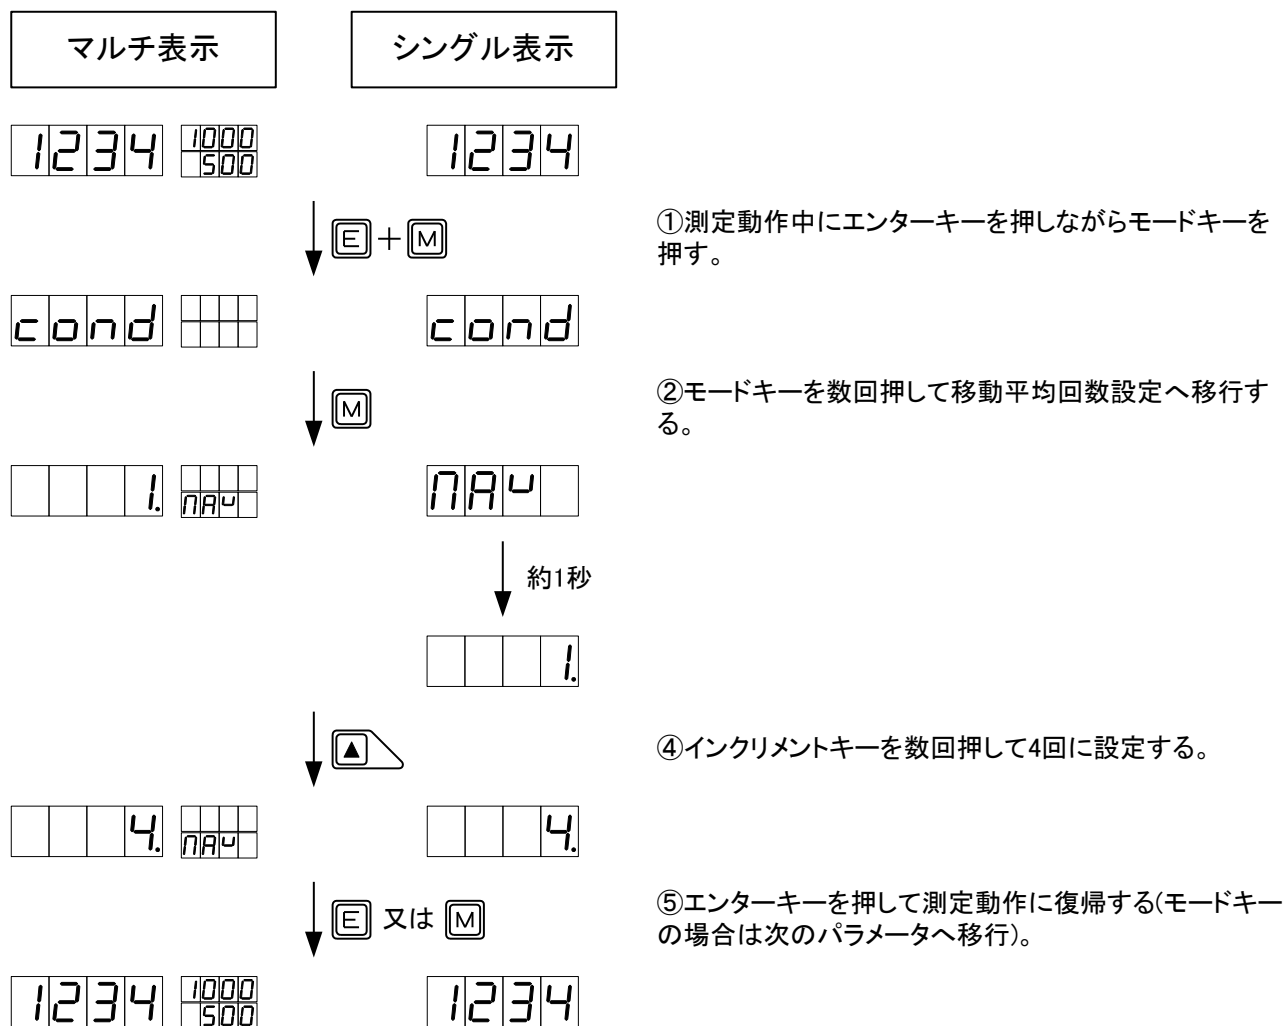 マルチ表示 シングル表示
1234 1000 1234
500
E+M ①測定動作中にエンターキーを押しながらモードキーを
押す。
cond cond
M ②モードキーを数回押して移動平均回数設定へ移行す
る。
1. MAv MAv
約1秒
1.
▲ ④インクリメントキーを数回押して4回に設定する。
4. MAv 4.
E 又は M ⑤エンターキーを押して測定動作に復帰する(モードキー
の場合は次のパラメータへ移行)。
1234 1000 1234
500